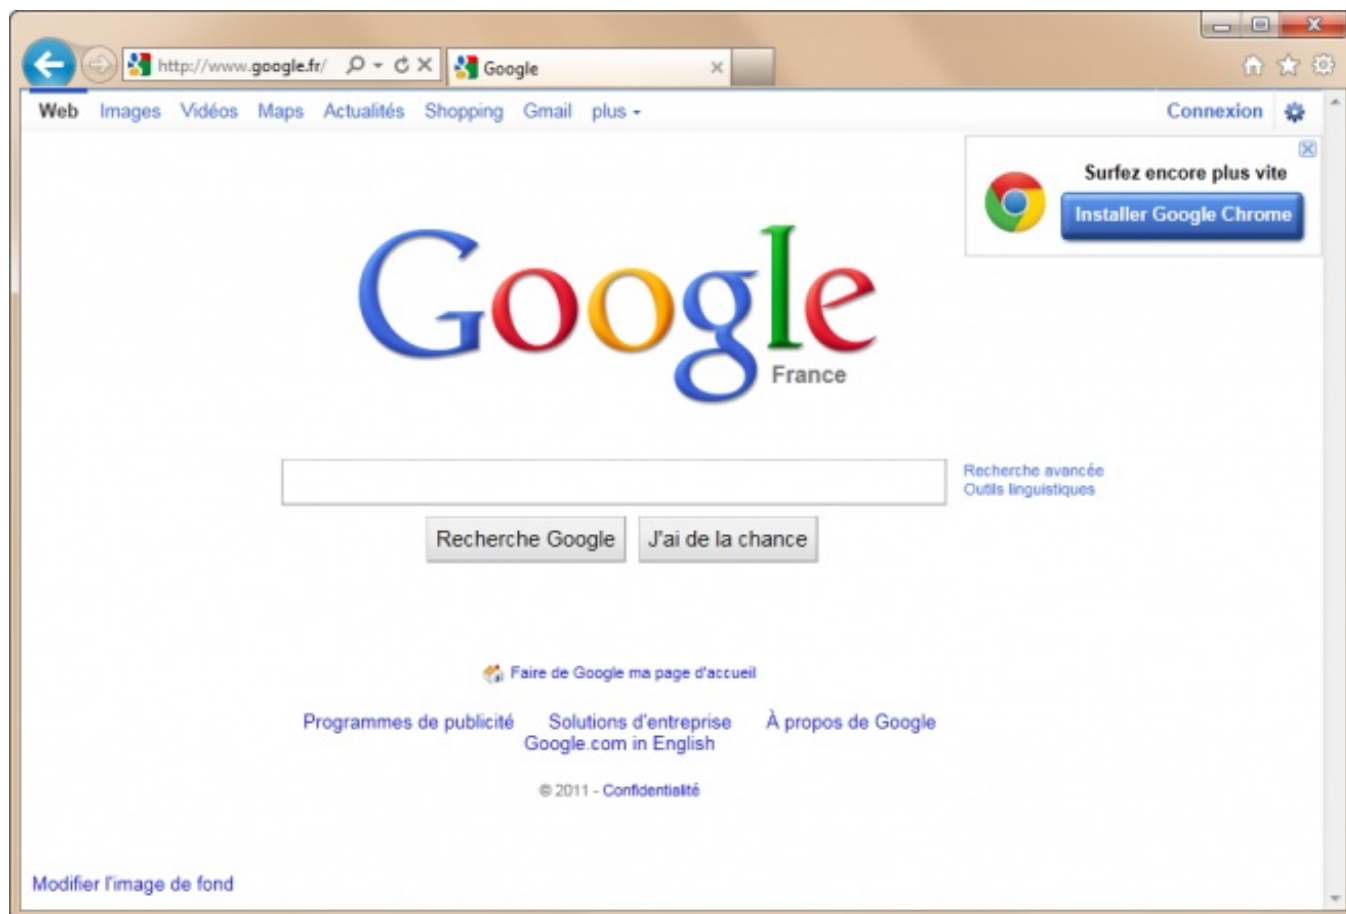 http://www.google.fr/ Google
Web Images Vidéos Maps Actualités Shopping Gmail plus Connexion
Surfez encore plus vite
Installer Google Chrome
Google
France
Recherche avancée
Outils linguistiques
Recherche Google J'ai de la chance
Faire de Google ma page d'accueil
Programmes de publicité Solutions d'entreprise À propos de Google
Google.com in English
© 2011 - Confidentialité
Modifier l'image de fond